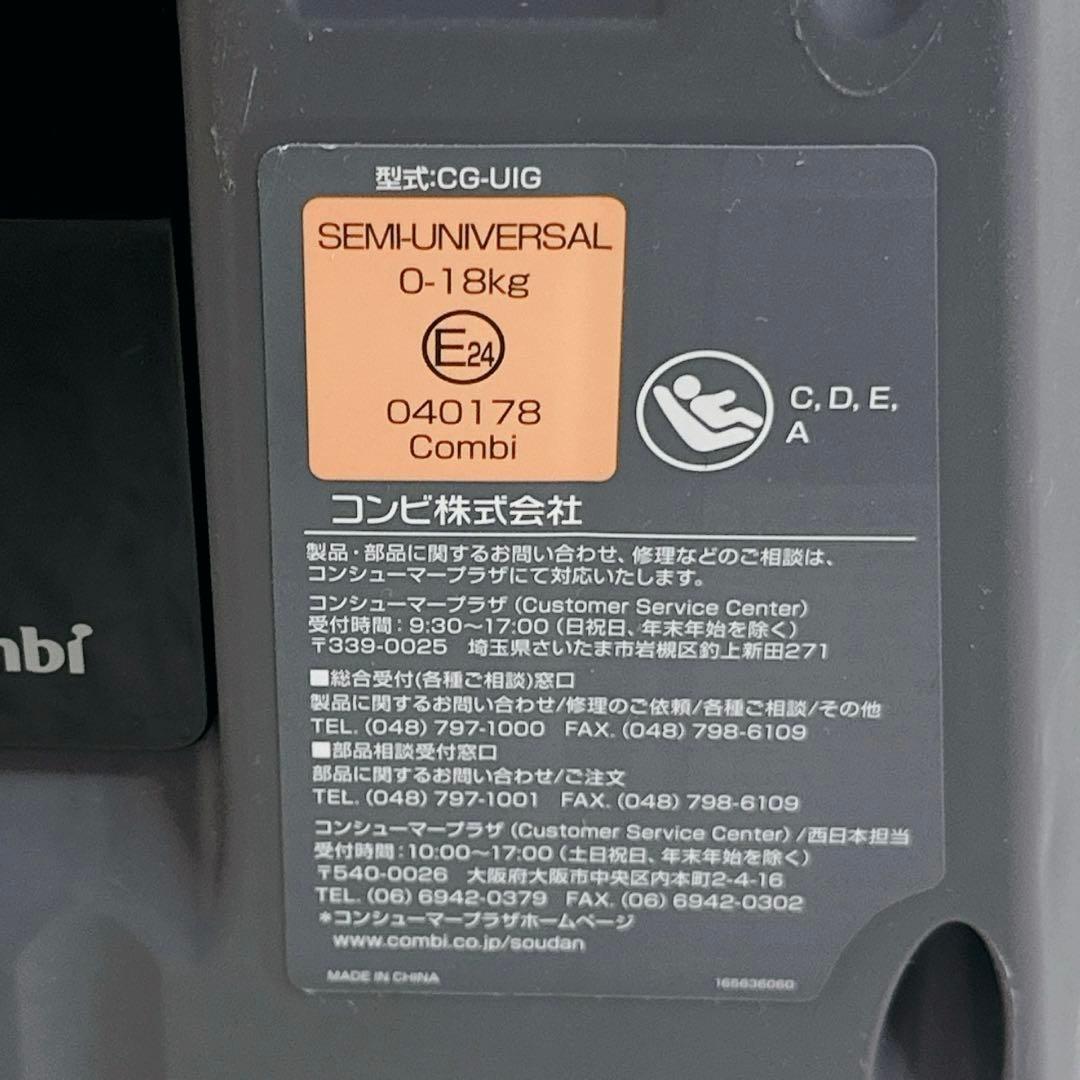 型式:CG-UIG
SEMI-UNIVERSAL
0-18kg
E24
040178
Combi
C, D, E,
A
コンビ株式会社
製品・部品に関するお問い合わせ、修理などのご相談は、
コンシューマープラザにて対応いたします。
コンシューマープラザ (Customer Service Center)
受付時間:9:30～17:00 (日祝日、年末年始を除く)
〒339-0025 埼玉県さいたま市岩槻区釣上新田271
■総合受付(各種ご相談)窓口
製品に関するお問い合わせ/修理のご依頼/各種ご相談/その他
TEL. (048) 797-1000 FAX. (048) 798-6109
■部品相談受付窓口
部品に関するお問い合わせ/ご注文
TEL. (048) 797-1001 FAX. (048) 798-6109
コンシューマープラザ (Customer Service Center) /西日本担当
受付時間:10:00～17:00 (土日祝日、年末年始を除く)
〒540-0026 大阪府大阪市中央区内本町2-4-16
TEL. (06) 6942-0379 FAX. (06) 6942-0302
*コンシューマープラザホームページ
www.combi.co.jp/soudan
MADE IN CHINA
165636060
mbi